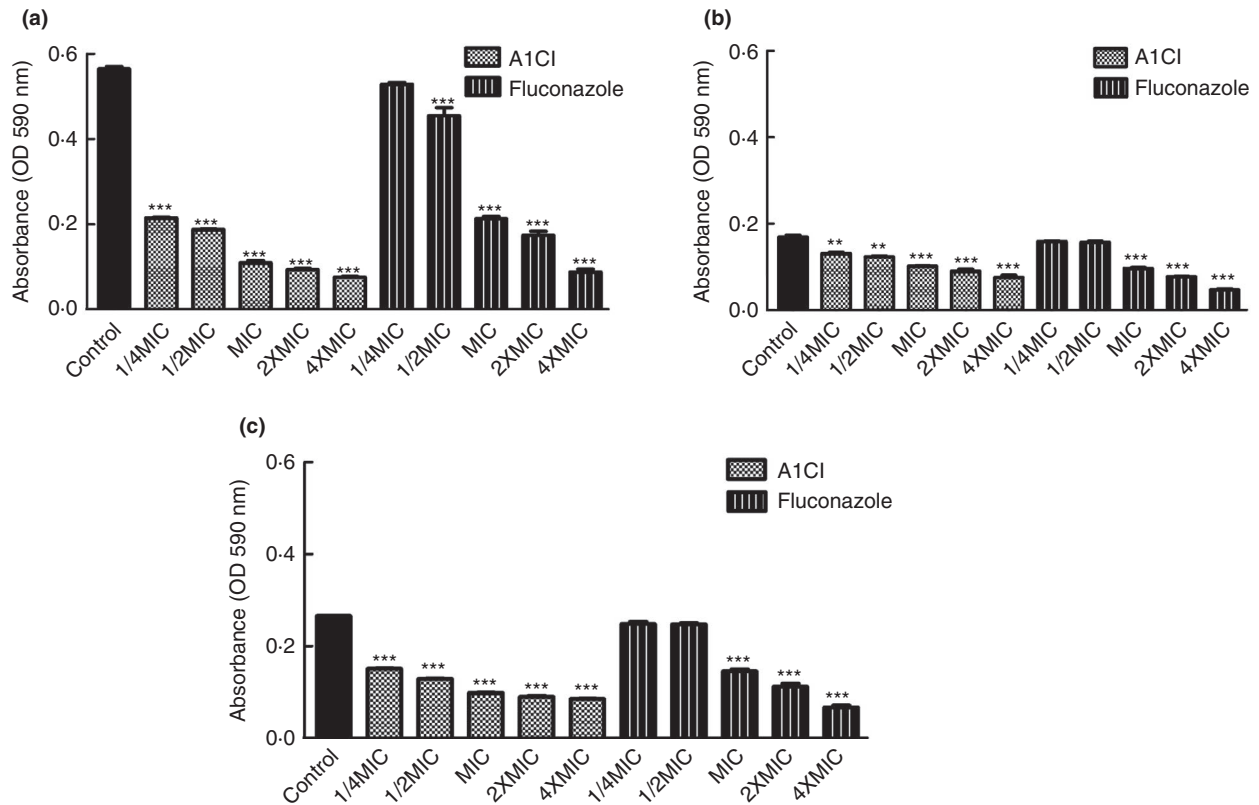 (a)
Absorbance (OD 590 nm)
0·6
0·4
0·2
0·0
A1CI
Fluconazole
***
***
***
***
***
***
***
***
***
Control
1/4MIC
1/2MIC
MIC
2XMIC
4XMIC
1/4MIC
1/2MIC
MIC
2XMIC
4XMIC
(b)
Absorbance (OD 590 nm)
0·6
0·4
0·2
0·0
A1CI
Fluconazole
**
**
***
***
***
***
***
***
Control
1/4MIC
1/2MIC
MIC
2XMIC
4XMIC
1/4MIC
1/2MIC
MIC
2XMIC
4XMIC
(c)
Absorbance (OD 590 nm)
0·6
0·4
0·2
0·0
A1CI
Fluconazole
***
***
***
***
***
***
***
***
Control
1/4MIC
1/2MIC
MIC
2XMIC
4XMIC
1/4MIC
1/2MIC
MIC
2XMIC
4XMIC